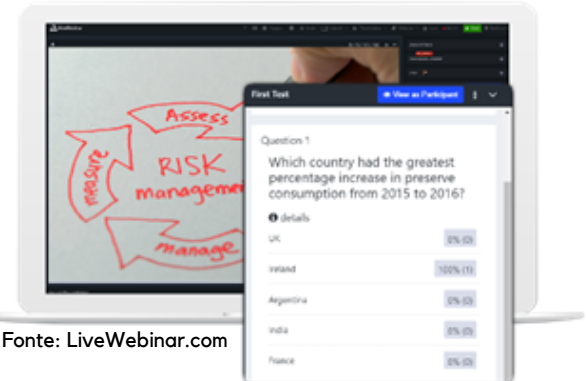 LiveWebinar
Assess
RISK
management
measure
manage
First Test
View as Participant
Question 1
Which country had the greatest
percentage increase in preserve
consumption from 2015 to 2016?
details
UK 0% (0)
Ireland 100% (1)
Argentina 0% (0)
India 0% (0)
France 0% (0)
Fonte: LiveWebinar.com